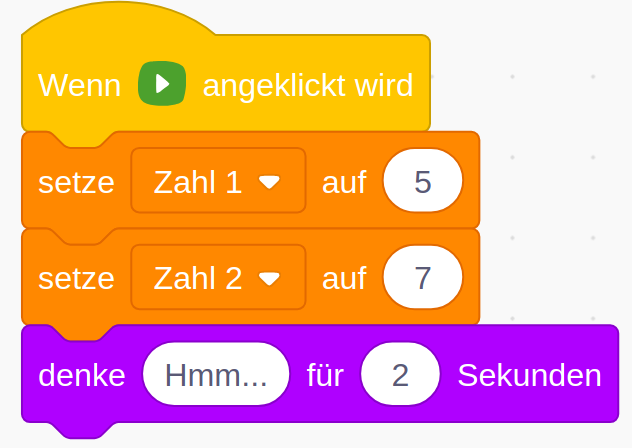 Wenn angeklickt wird
setze Zahl 1 auf 5
setze Zahl 2 auf 7
denke Hmm... für 2 Sekunden